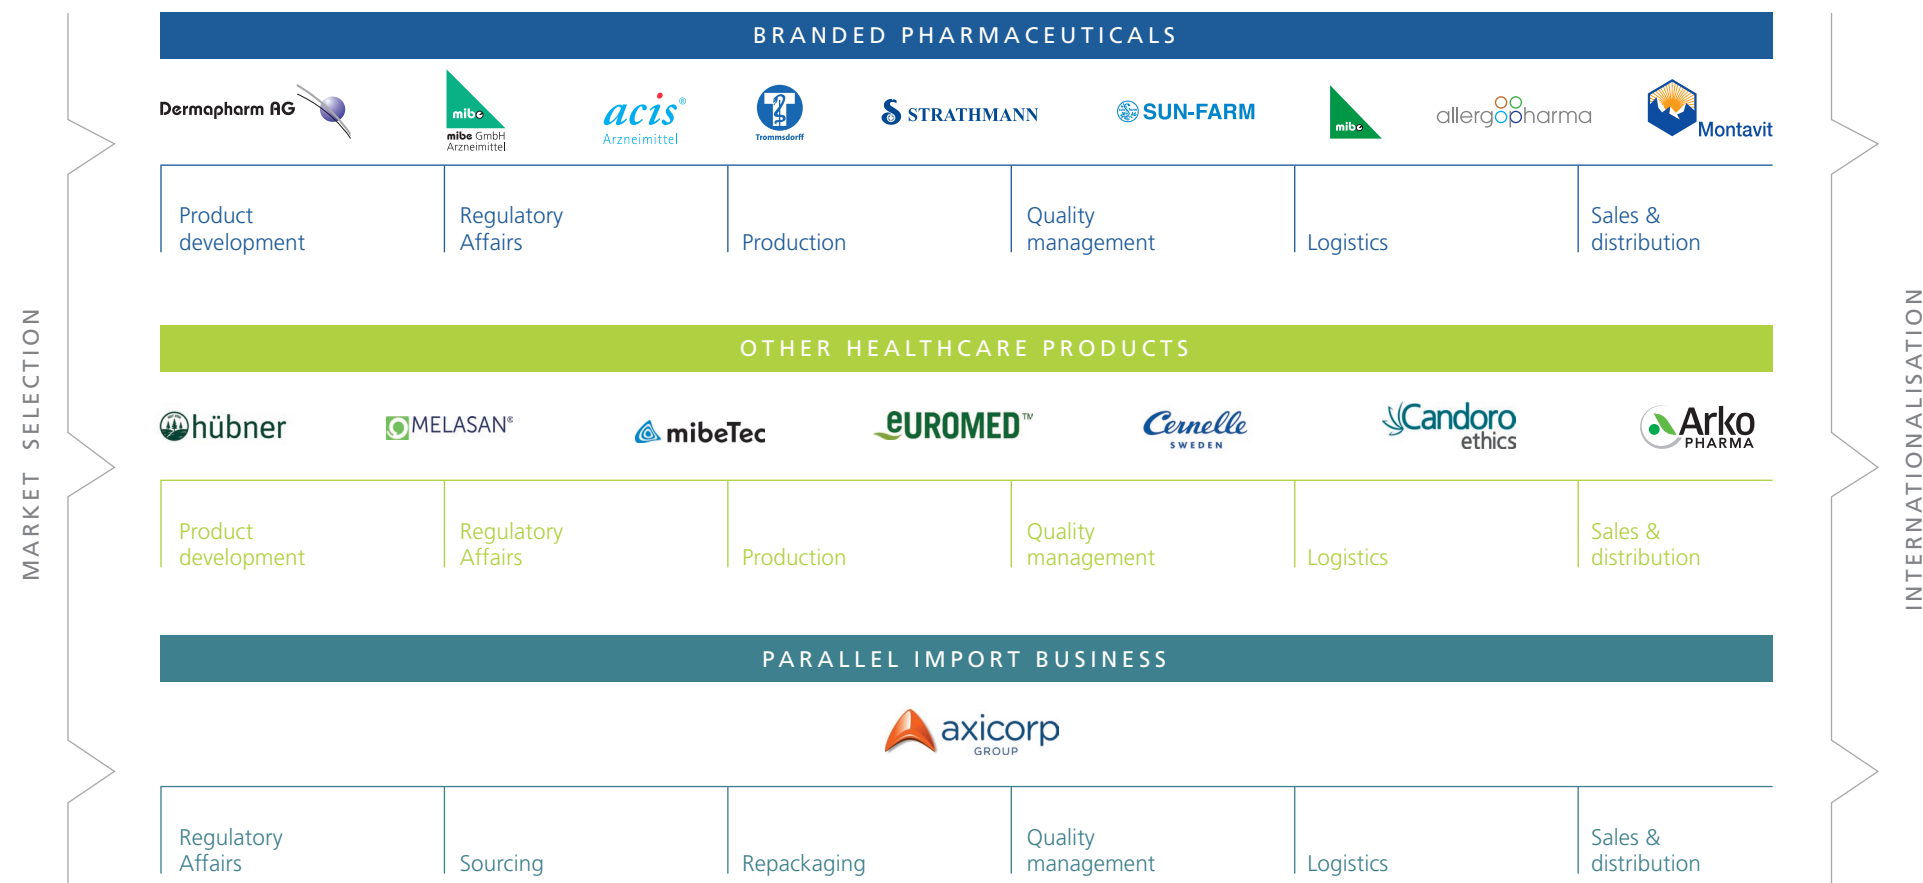 BRANDED PHARMACEUTICALS
Dermapharm AG
mibe
mibe GmbH
Arzneimittel
acis®
Arzneimittel
Trommsdorff
STRATHMANN
SUN-FARM
mibe
allergopharma
Montavit
Product
development
Regulatory
Affairs
Production
Quality
management
Logistics
Sales &
distribution
MARKET SELECTION
OTHER HEALTHCARE PRODUCTS
hübner
MELASAN®
mibeTec
eUROMED™
Cernelle
SWEDEN
Candoro
ethics
Arko
PHARMA
Product
development
Regulatory
Affairs
Production
Quality
management
Logistics
Sales &
distribution
INTERNATIONALISATION
PARALLEL IMPORT BUSINESS
axicorp
GROUP
Regulatory
Affairs
Sourcing
Repackaging
Quality
management
Logistics
Sales &
distribution